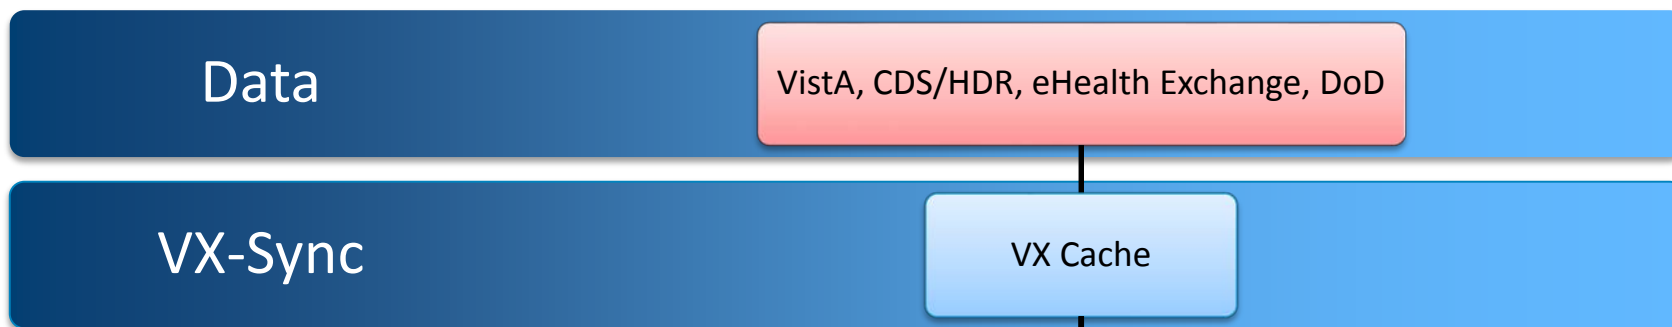 Data
VistA, CDS/HDR, eHealth Exchange, DoD
VX-Sync
VX Cache